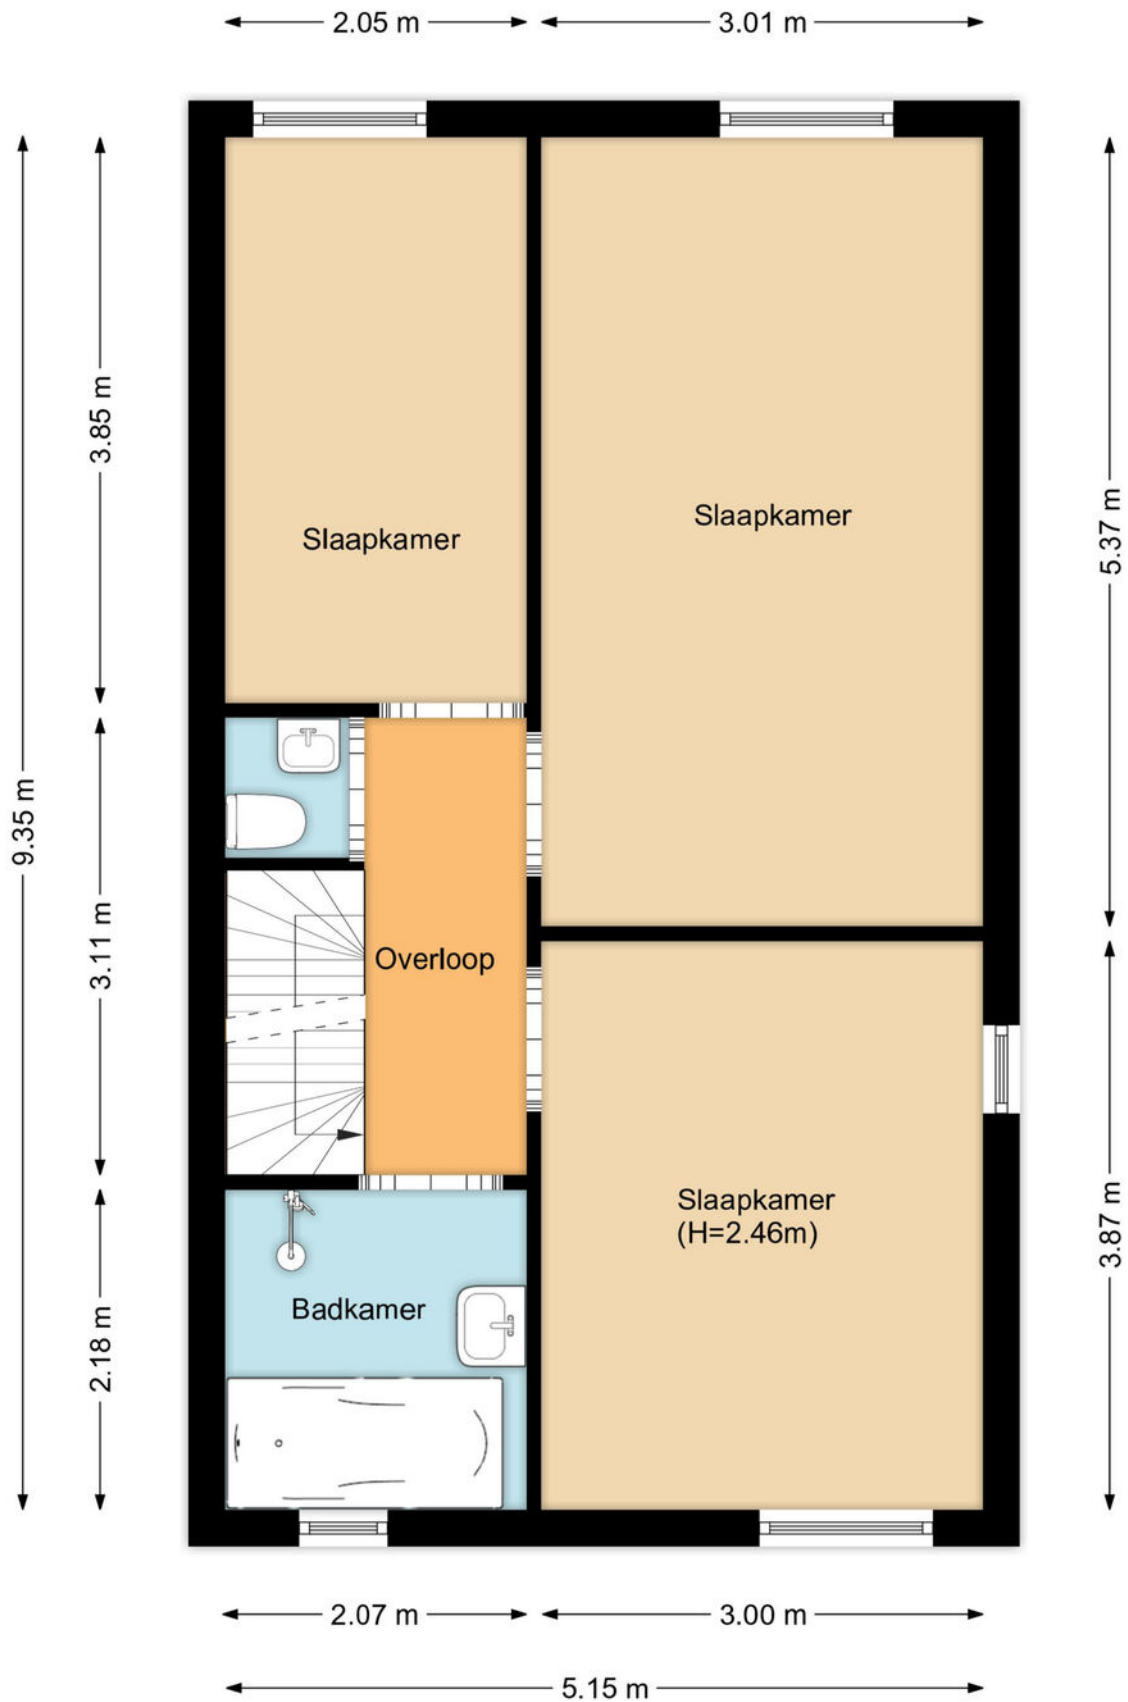 2.05 m
3.01 m
3.85 m
Slaapkamer
Slaapkamer
5.37 m
9.35 m
3.11 m
Overloop
Slaapkamer
(H=2.46m)
3.87 m
Badkamer
2.18 m
2.07 m
3.00 m
5.15 m